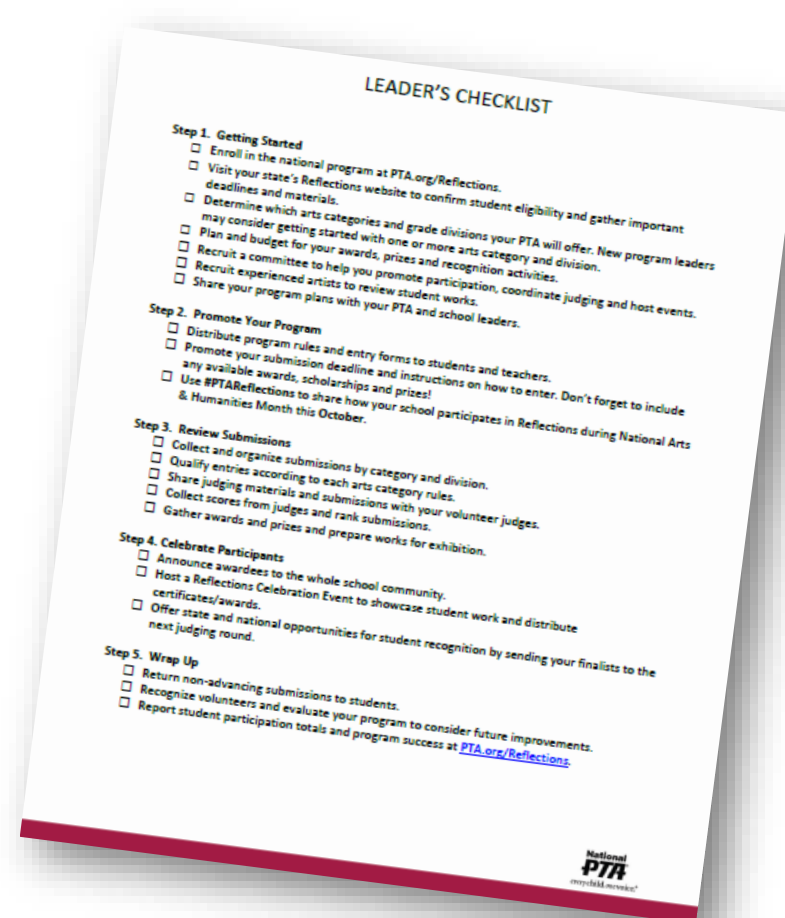 LEADER'S CHECKLIST
Step 1. Getting Started
☐ Enroll in the national program at PTA.org/Reflections.
☐ Visit your state's Reflections website to confirm student eligibility and gather important
deadlines and materials.
☐ Determine which arts categories and grade divisions your PTA will offer. New program leaders
may consider getting started with one or more arts category and division.
☐ Plan and budget for your awards, prizes and recognition activities.
☐ Recruit a committee to help you promote participation, coordinate judging and host events.
☐ Recruit experienced artists to review student works.
☐ Share your program plans with your PTA and school leaders.
Step 2. Promote Your Program
☐ Distribute program rules and entry forms to students and teachers.
☐ Promote your submission deadline and instructions on how to enter. Don't forget to include
any available awards, scholarships and prizes!
☐ Use #PTAReflections to share how your school participates in Reflections during National Arts
& Humanities Month this October.
Step 3. Review Submissions
☐ Collect and organize submissions by category and division.
☐ Qualify entries according to each arts category rules.
☐ Share judging materials and submissions with your volunteer judges.
☐ Collect scores from judges and rank submissions.
☐ Gather awards and prizes and prepare works for exhibition.
Step 4. Celebrate Participants
☐ Announce awardees to the whole school community.
☐ Host a Reflections Celebration Event to showcase student work and distribute
certificates/awards.
☐ Offer state and national opportunities for student recognition by sending your finalists to the
next judging round.
Step 5. Wrap Up
☐ Return non-advancing submissions to students.
☐ Recognize volunteers and evaluate your program to consider future improvements.
☐ Report student participation totals and program success at PTA.org/Reflections.
National
PTA
everychild.onevoice.®